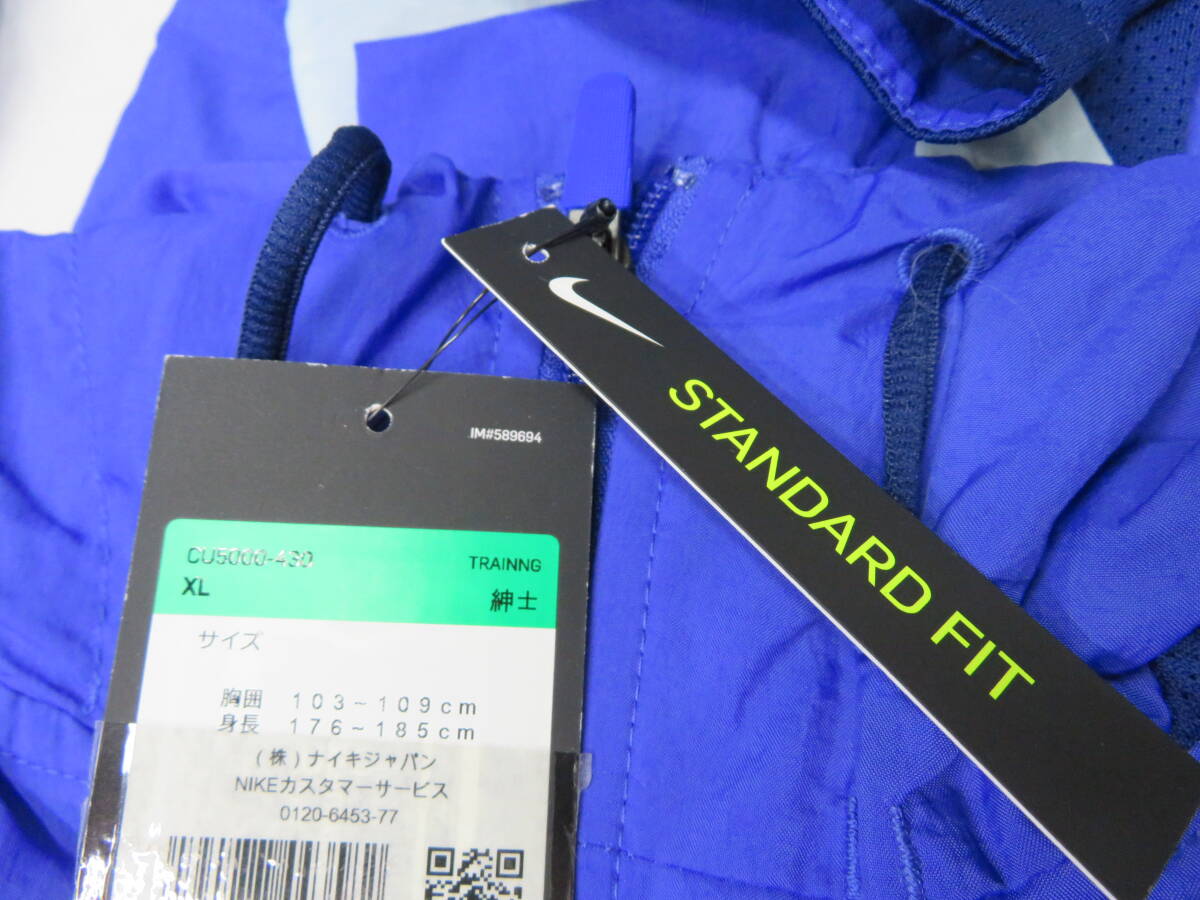 IM#589694
CU5000-430
TRAINNG
XL
紳士
サイズ
胸囲 103~109cm
身長 176~185cm
(株)ナイキジャパン
NIKEカスタマーサービス
0120-6453-77
STANDARD FIT